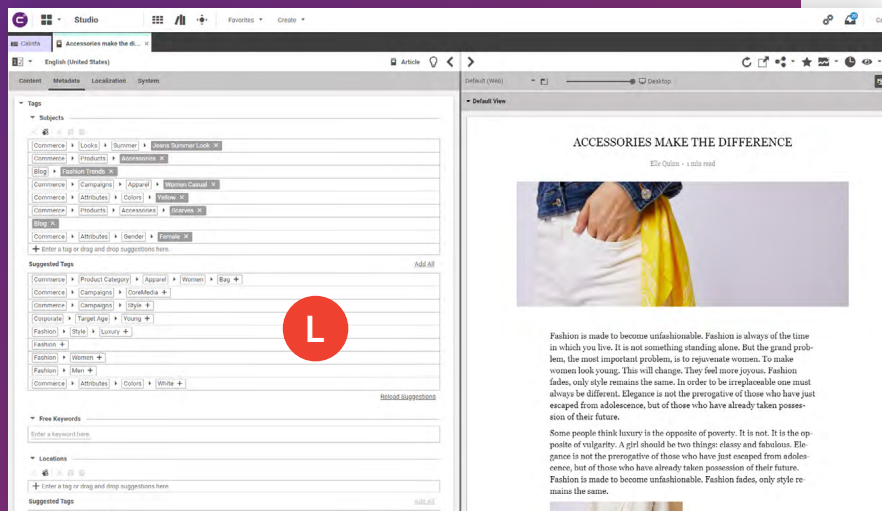 Studio
Favorites
Create
Calista
Accessories make the di... ×
English (United States)
Article
Content Metadata Localization System
Tags
Subjects
Commerce Looks Summer Jeans Summer Look ×
Commerce Products Accessories ×
Blog Fashion Trends ×
Commerce Campaigns Apparel Women Casual ×
Commerce Attributes Colors Yellow ×
Commerce Products Accessories Scarves ×
Blog ×
Commerce Attributes Gender Female ×
+ Enter a tag or drag and drop suggestions here.
Suggested Tags Add All
Commerce Product Category Apparel Women Bag +
Commerce Campaigns CoreMedia +
Commerce Campaigns Style +
Corporate Target Age Young +
Fashion Style Luxury +
Fashion +
Fashion Women +
Fashion Men +
Commerce Attributes Colors White +
Reload Suggestions
L
Free Keywords
Enter a keyword here.
Locations
+ Enter a tag or drag and drop suggestions here.
Suggested Tags Add All
Default (Web)
Desktop
Default View
ACCESSORIES MAKE THE DIFFERENCE
Elle Quinn • 1 min read
Fashion is made to become unfashionable. Fashion is always of the time
in which you live. It is not something standing alone. But the grand prob-
lem, the most important problem, is to rejuvenate women. To make
women look young. This will change. They feel more joyous. Fashion
fades, only style remains the same. In order to be irreplaceable one must
always be different. Elegance is not the prerogative of those who have just
escaped from adolescence, but of those who have already taken posses-
sion of their future.
Some people think luxury is the opposite of poverty. It is not. It is the op-
posite of vulgarity. A girl should be two things: classy and fabulous. Ele-
gance is not the prerogative of those who have just escaped from adoles-
cence, but of those who have already taken possession of their future.
Fashion is made to become unfashionable. Fashion fades, only style re-
mains the same.